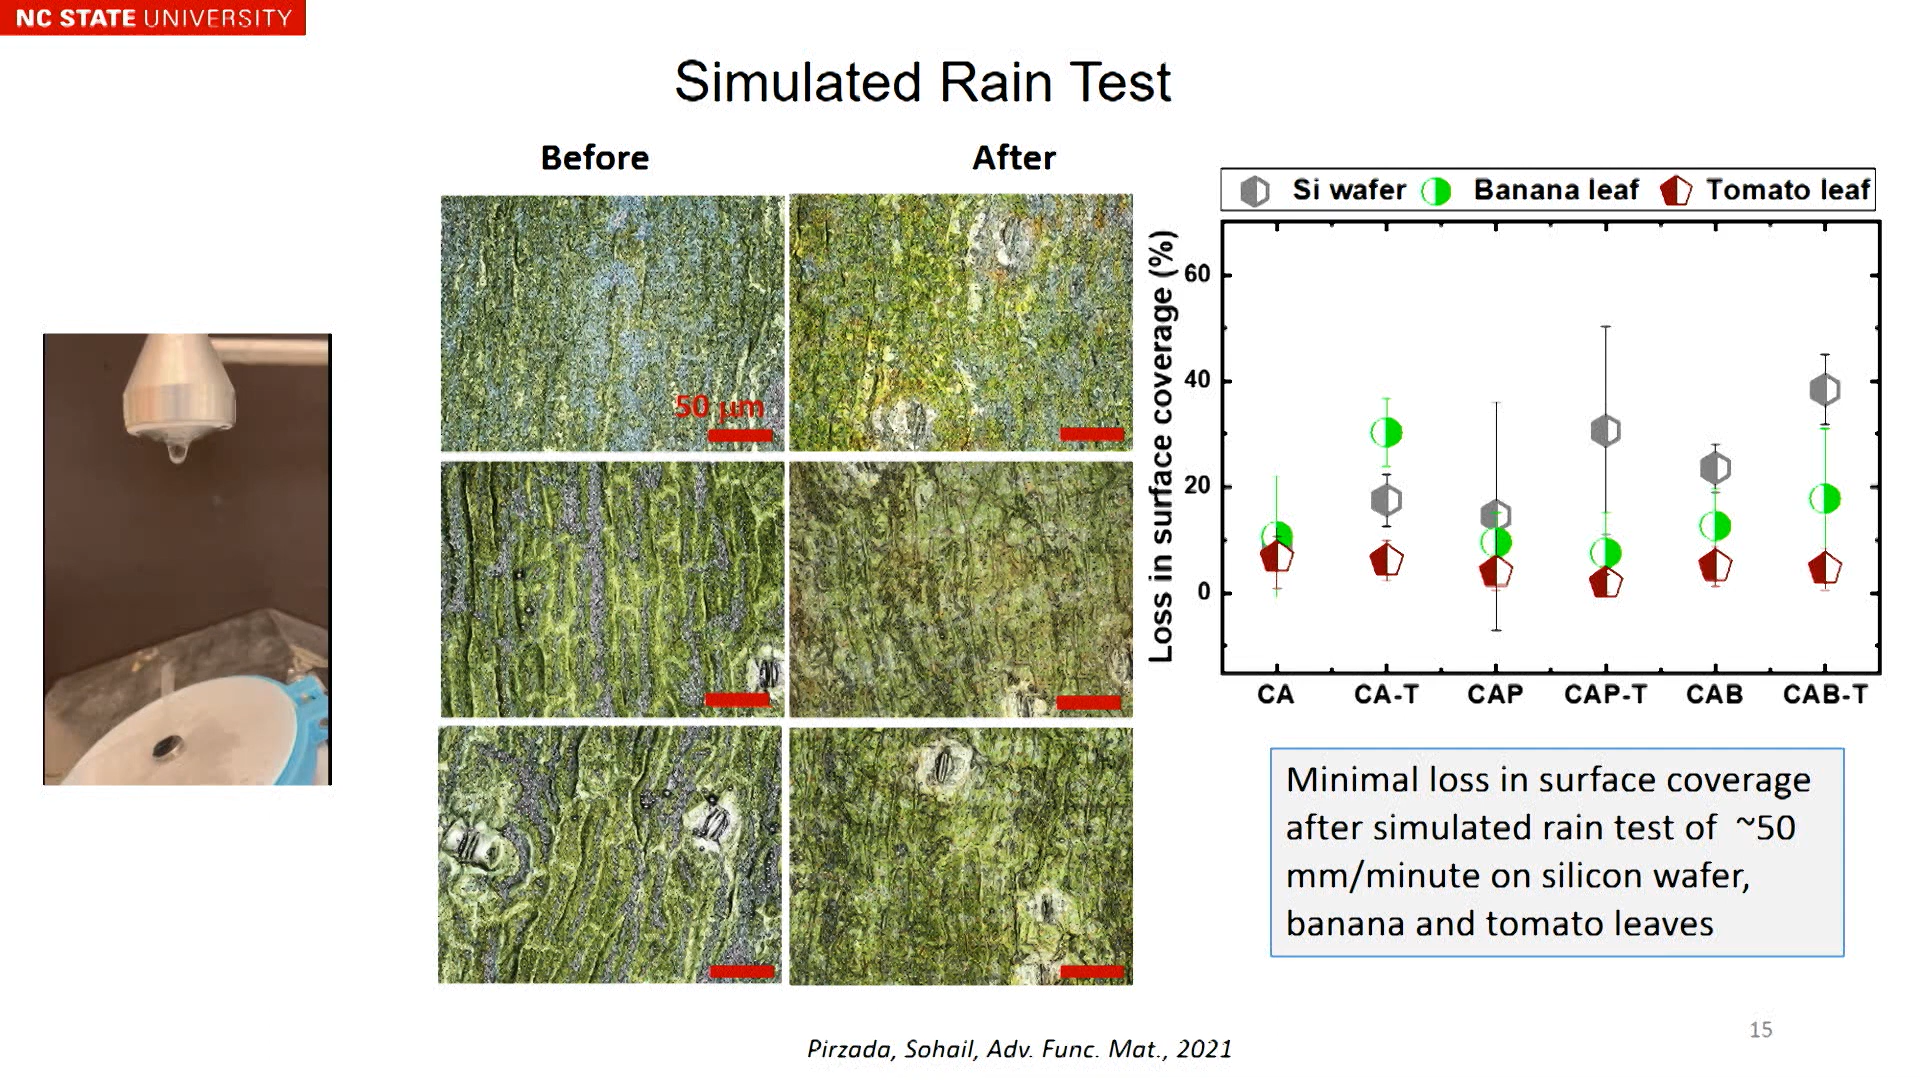 NC STATE UNIVERSITY
Simulated Rain Test
Before
After
50 μm
Si wafer Banana leaf Tomato leaf
Loss in surface coverage (%)
60
40
20
0
CA CA-T CAP CAP-T CAB CAB-T
Minimal loss in surface coverage
after simulated rain test of ~50
mm/minute on silicon wafer,
banana and tomato leaves
Pirzada, Sohail, Adv. Func. Mat., 2021
15